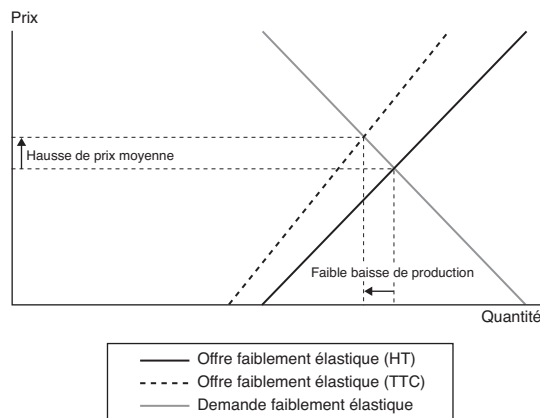 Prix
Hausse de prix moyenne
Faible baisse de production
Quantité
Offre faiblement élastique (HT)
Offre faiblement élastique (TTC)
Demande faiblement élastique